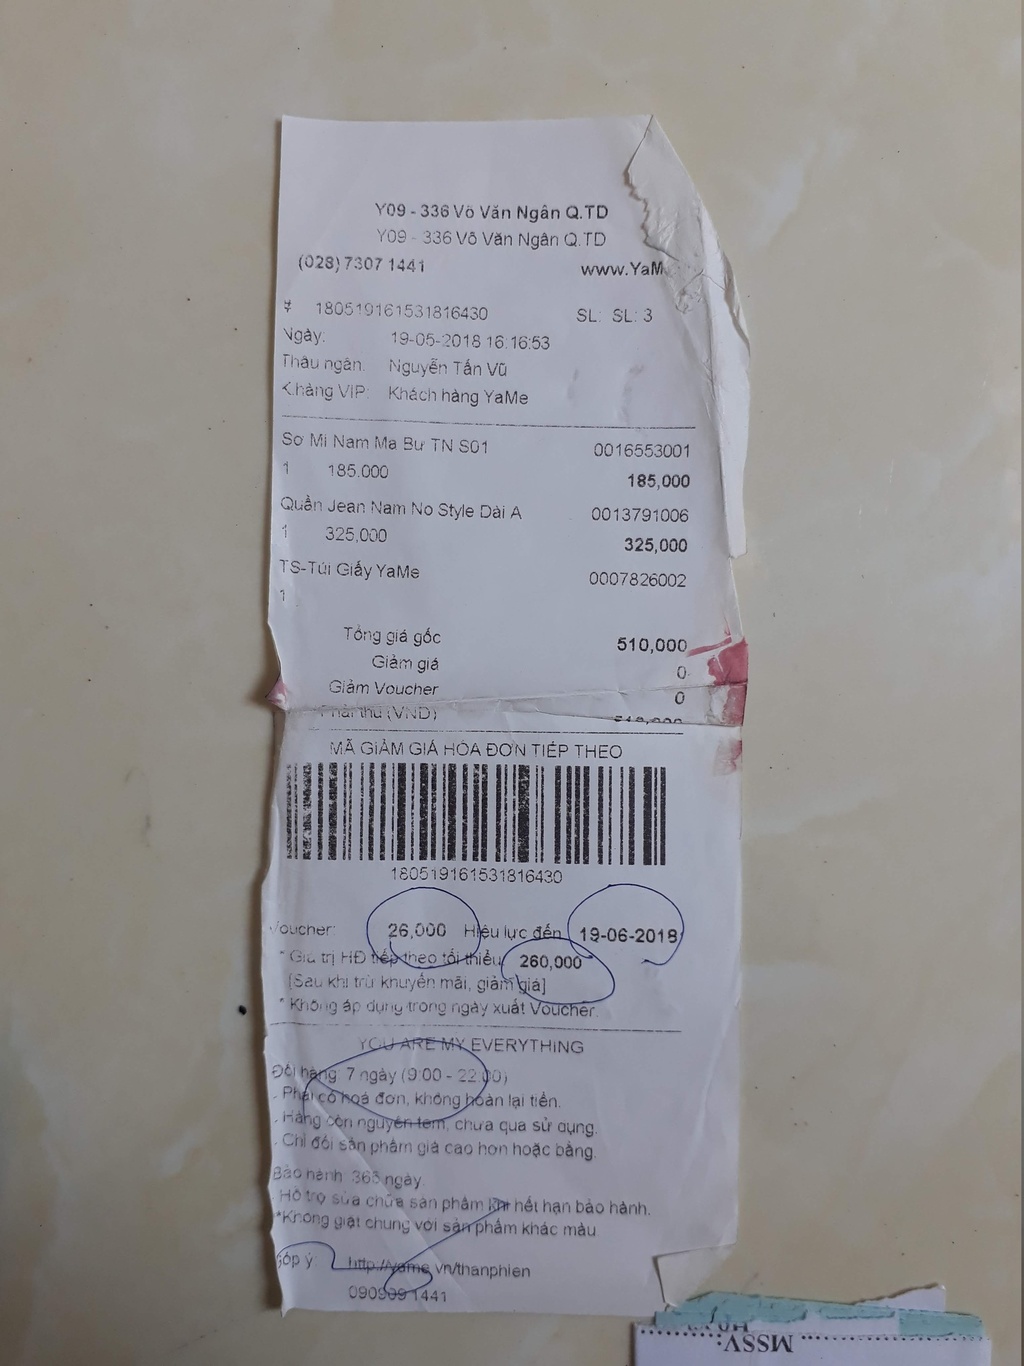 Y09 - 336 Võ Văn Ngân Q.TD
Y09 - 336 Võ Văn Ngân Q.TD
(028) 7307 1441 www.YaM
# 180519161531816430 SL: SL: 3
Ngày: 19-05-2018 16:16:53
Thâu ngân: Nguyễn Tấn Vũ
K.hàng VIP: Khách hàng YaMe
Sơ Mi Nam Ma Bư TN S01 0016553001
1 185.000 185,000
Quần Jean Nam No Style Dài A 0013791006
1 325,000 325,000
TS-Túi Giấy YaMe 0007826002
1
Tổng giá gốc 510,000
Giảm giá 0
Giảm Voucher 0
Phải thu (VND) 510,000
MÃ GIẢM GIÁ HÓA ĐƠN TIẾP THEO
180519161531816430
Voucher: 26,000 Hiệu lực đến 19-06-2018
* Giá trị HĐ tiếp theo tối thiểu 260,000
[Sau khi trừ khuyến mãi, giảm giá]
* Không áp dụng trong ngày xuất Voucher.
YOU ARE MY EVERYTHING
Đổi hàng: 7 ngày (9:00 - 22:00)
. Phải có hoá đơn, không hoàn lại tiền.
. Hàng còn nguyên tem, chưa qua sử dụng.
. Chỉ đổi sản phẩm giá cao hơn hoặc bằng.
Bảo hành: 365 ngày.
. Hỗ trợ sửa chữa sản phẩm khi hết hạn bảo hành.
*Không giặt chung với sản phẩm khác màu
Góp ý: http://yame.vn/thanphien
090909 1441
MSSV: